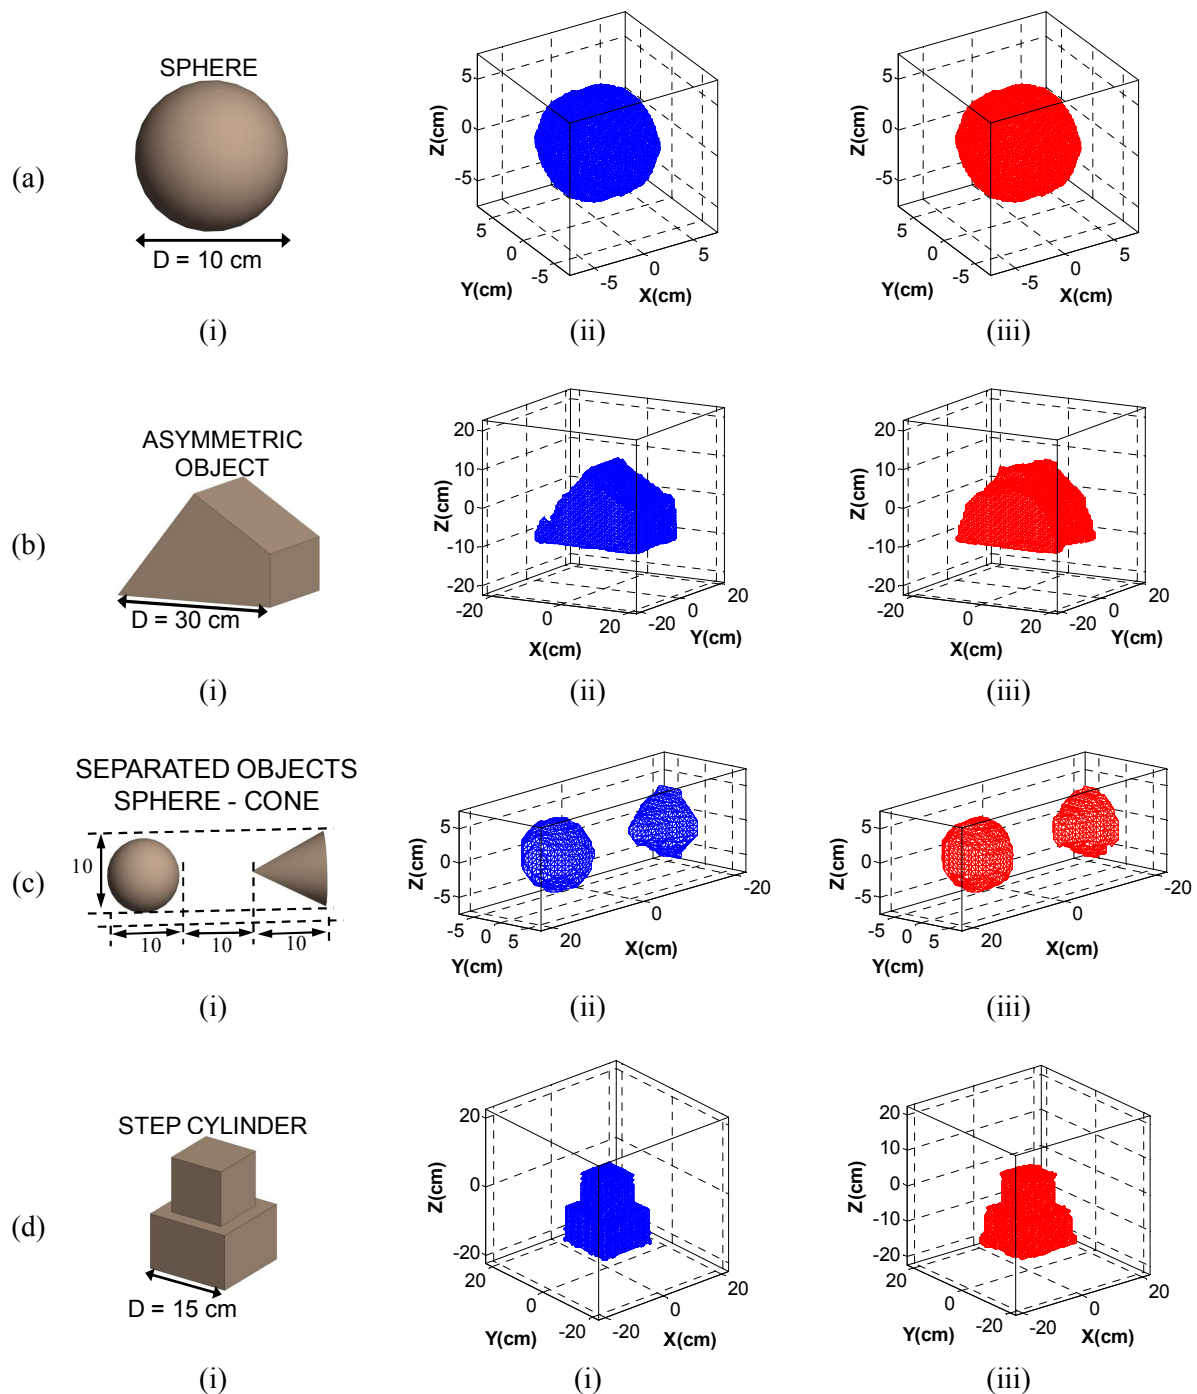 (a)
SPHERE
D = 10 cm
(i)
Z(cm)
5
0
-5
5
0
-5
Y(cm)
-5
0
5
X(cm)
(ii)
Z(cm)
5
0
-5
5
0
-5
Y(cm)
-5
0
5
X(cm)
(iii)
(b)
ASYMMETRIC
OBJECT
D = 30 cm
(i)
Z(cm)
20
10
0
-10
-20
-20
0
20
X(cm)
-20
0
20
Y(cm)
(ii)
Z(cm)
20
10
0
-10
-20
-20
0
20
X(cm)
-20
0
20
Y(cm)
(iii)
(c)
SEPARATED OBJECTS
SPHERE - CONE
10
10
10
10
(i)
Z(cm)
5
0
-5
-5
0
5
Y(cm)
20
0
-20
X(cm)
(ii)
Z(cm)
5
0
-5
-5
0
5
Y(cm)
20
0
-20
X(cm)
(iii)
(d)
STEP CYLINDER
D = 15 cm
(i)
Z(cm)
20
0
-20
20
0
-20
Y(cm)
-20
0
20
X(cm)
(i)
Z(cm)
20
10
0
-10
-20
20
0
-20
Y(cm)
-20
0
20
X(cm)
(iii)